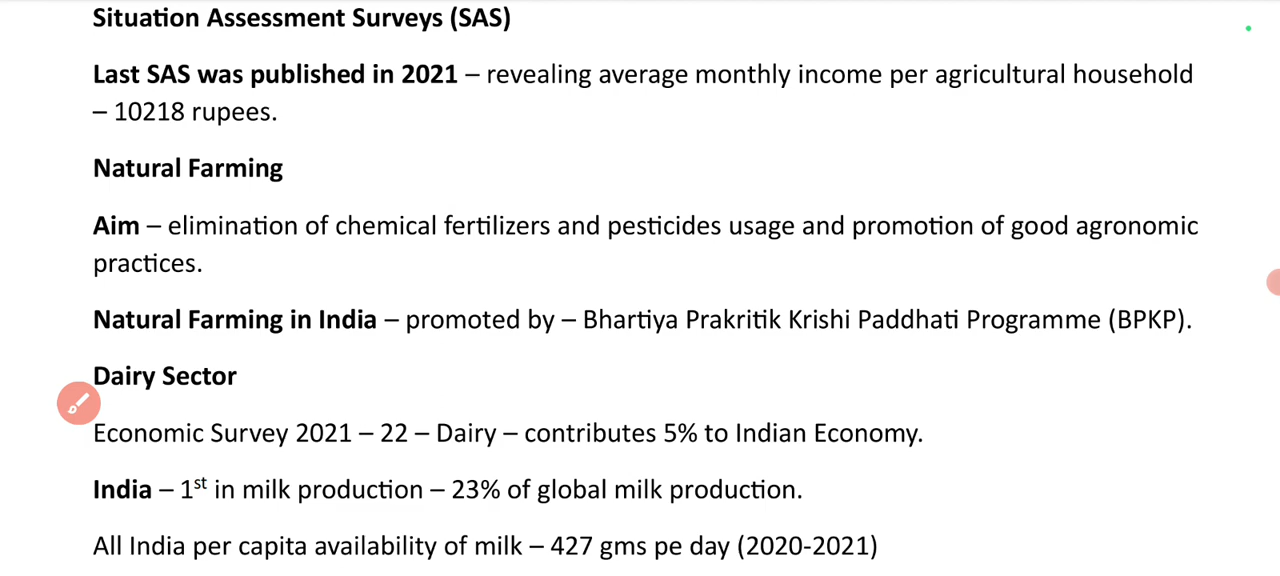 Situation Assessment Surveys (SAS)
Last SAS was published in 2021 – revealing average monthly income per agricultural household
– 10218 rupees.
Natural Farming
Aim – elimination of chemical fertilizers and pesticides usage and promotion of good agronomic
practices.
Natural Farming in India – promoted by – Bhartiya Prakritik Krishi Paddhati Programme (BPKP).
Dairy Sector
Economic Survey 2021 – 22 – Dairy – contributes 5% to Indian Economy.
India – 1st in milk production – 23% of global milk production.
All India per capita availability of milk – 427 gms pe day (2020-2021)